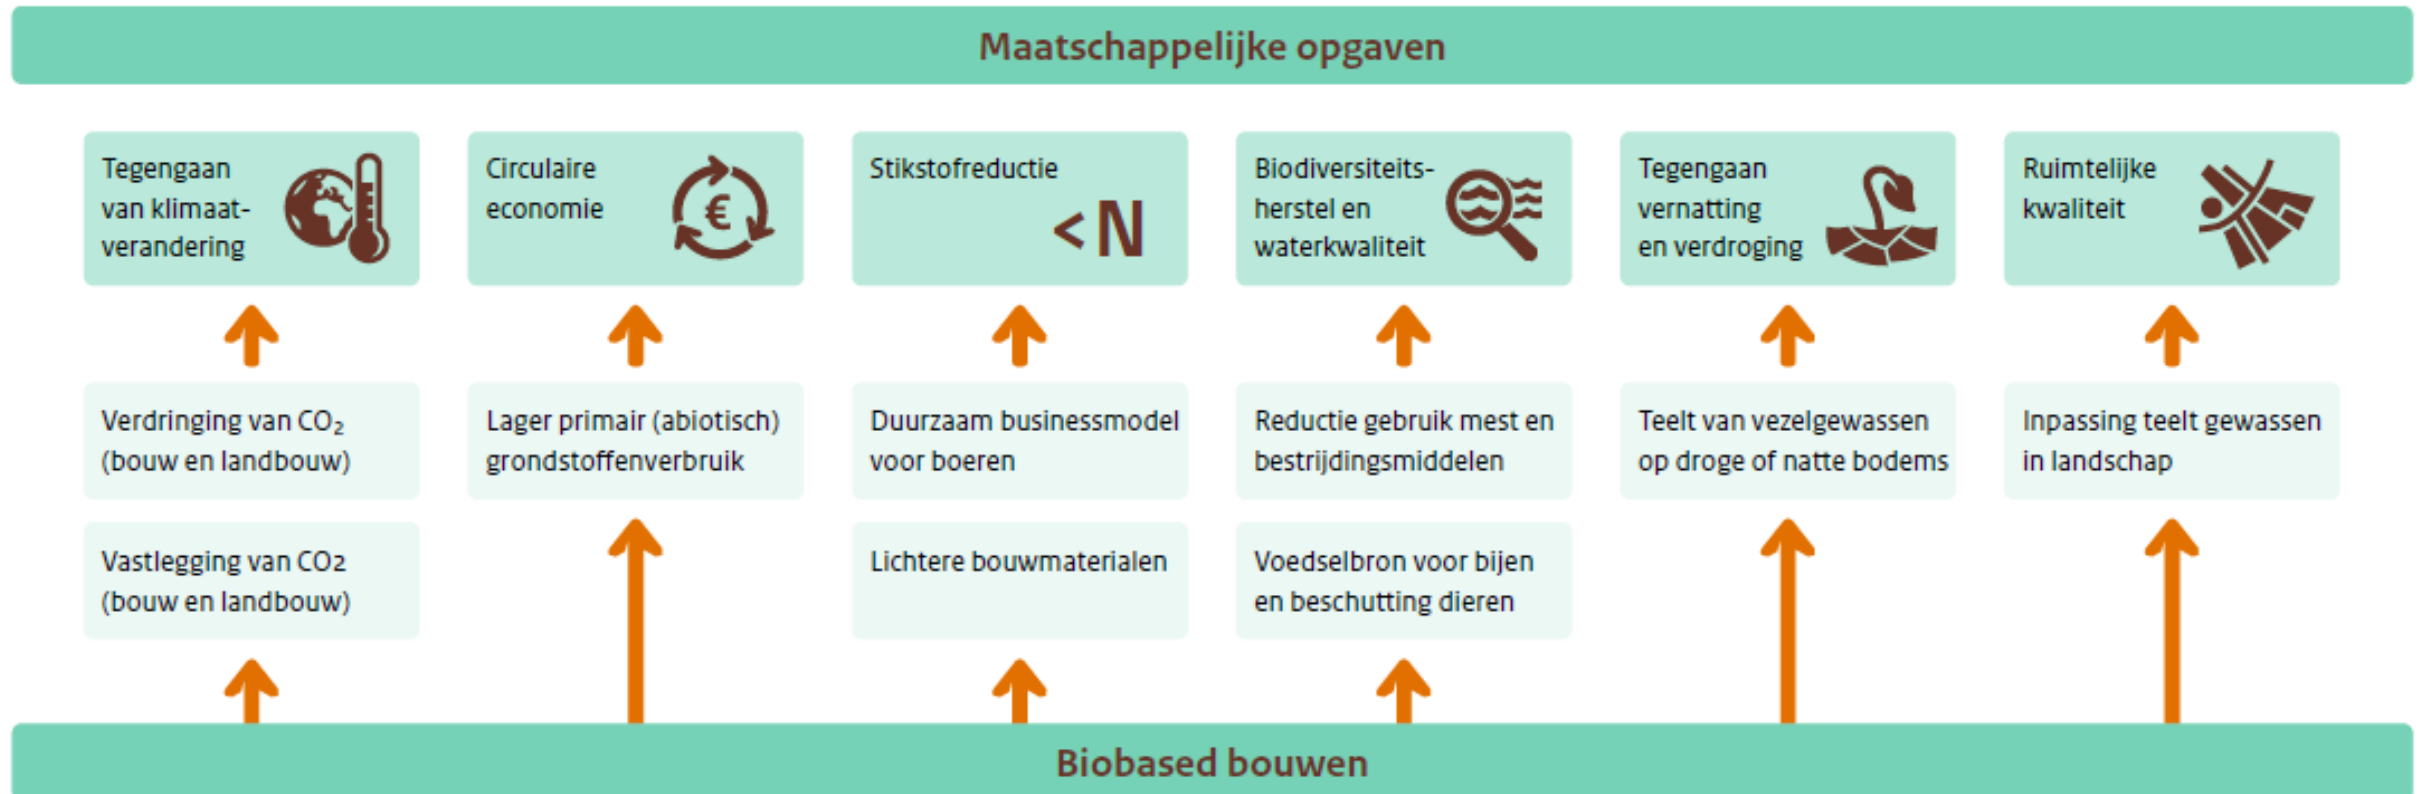 Maatschappelijke opgaven
Tegengaan
van klimaat-
verandering
Circulaire
economie
€
Stikstofreductie
<N
Biodiversiteits-
herstel en
waterkwaliteit
Tegengaan
vernatting
en verdroging
Ruimtelijke
kwaliteit
Verdringing van CO₂
(bouw en landbouw)
Lager primair (abiotisch)
grondstoffenverbruik
Duurzaam businessmodel
voor boeren
Reductie gebruik mest en
bestrijdingsmiddelen
Teelt van vezelgewassen
op droge of natte bodems
Inpassing teelt gewassen
in landschap
Vastlegging van CO2
(bouw en landbouw)
Lichtere bouwmaterialen
Voedselbron voor bijen
en beschutting dieren
Biobased bouwen